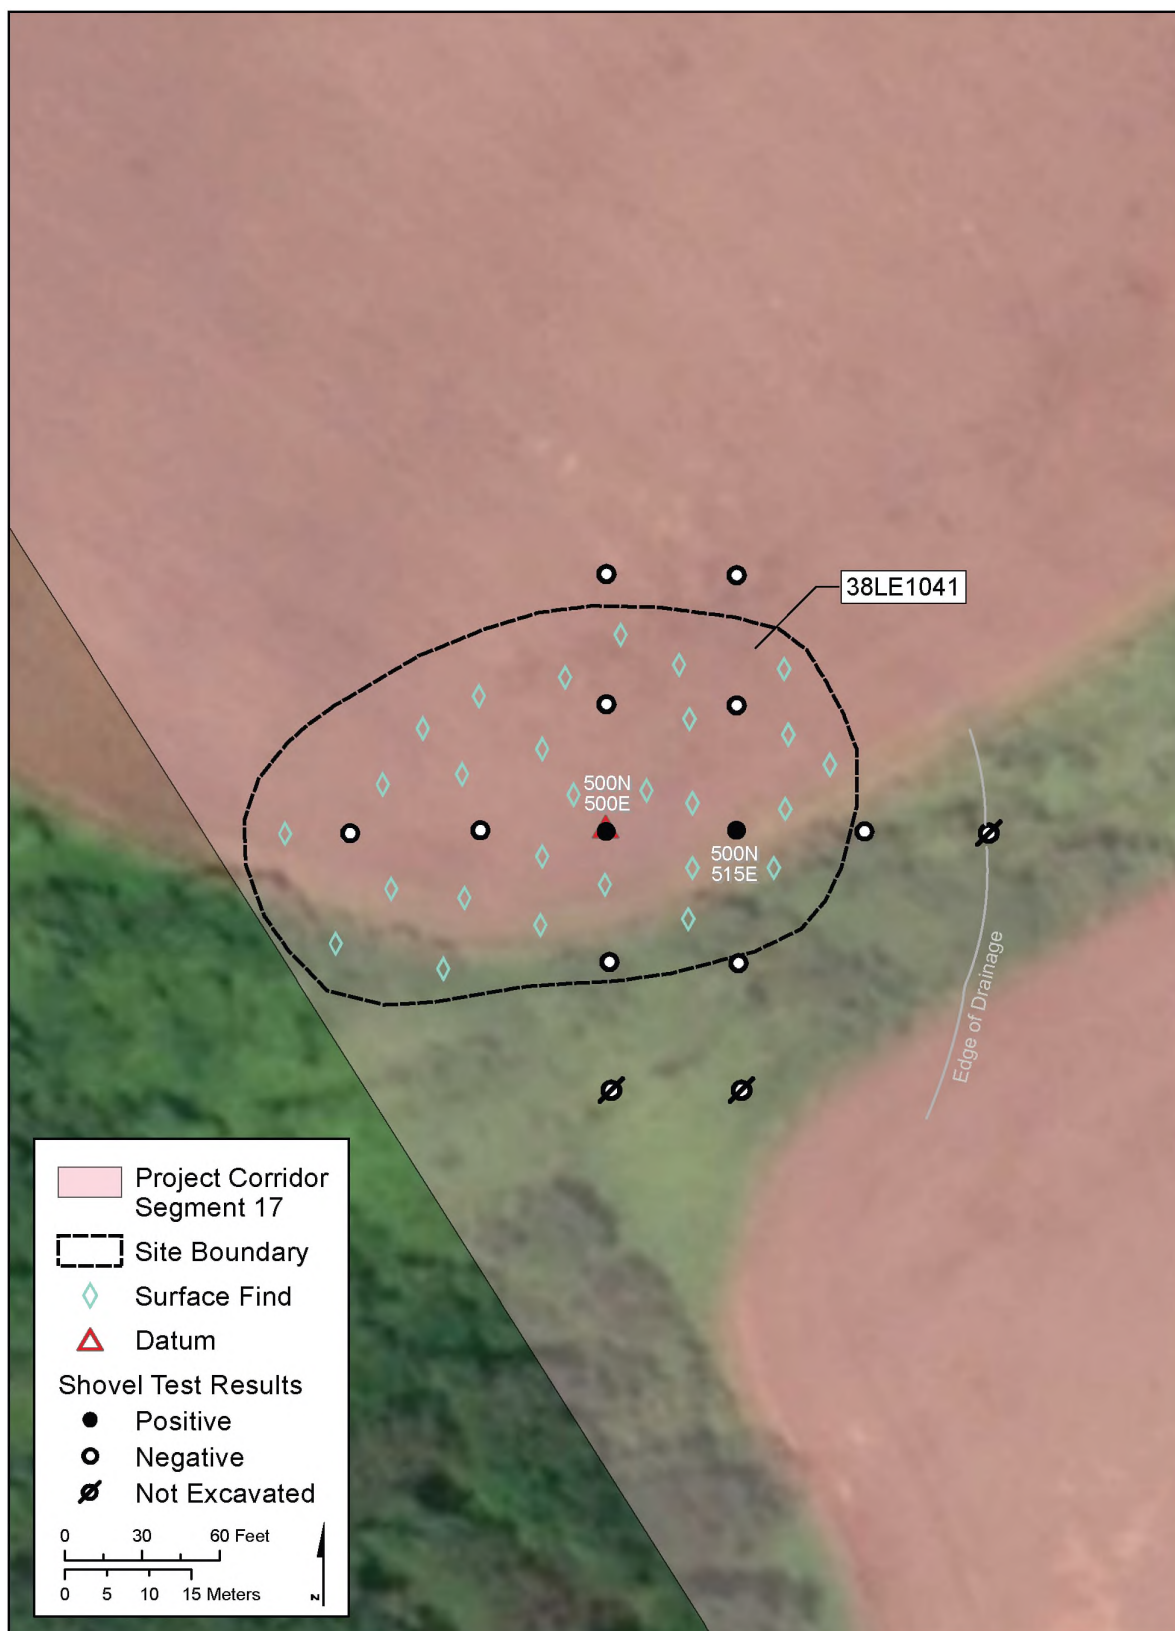 38LE1041
500N
500E
500N
515E
Edge of Drainage
Project Corridor
Segment 17
Site Boundary
Surface Find
Datum
Shovel Test Results
Positive
Negative
Not Excavated
0 30 60 Feet
0 5 10 15 Meters
N